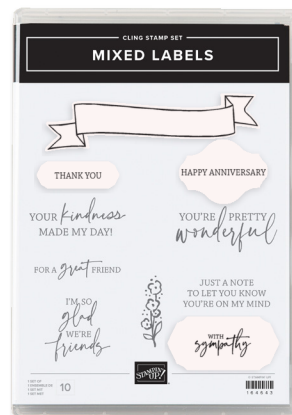 CLING STAMP SET
MIXED LABELS
THANK YOU
HAPPY ANNIVERSARY
YOUR kindness
MADE MY DAY!
YOU'RE PRETTY
wonderful
FOR A great FRIEND
JUST A NOTE
TO LET YOU KNOW
YOU'RE ON MY MIND
I'M SO
glad
WE'RE
friends
WITH
sympathy
10
STAMPIN' UP!
164643